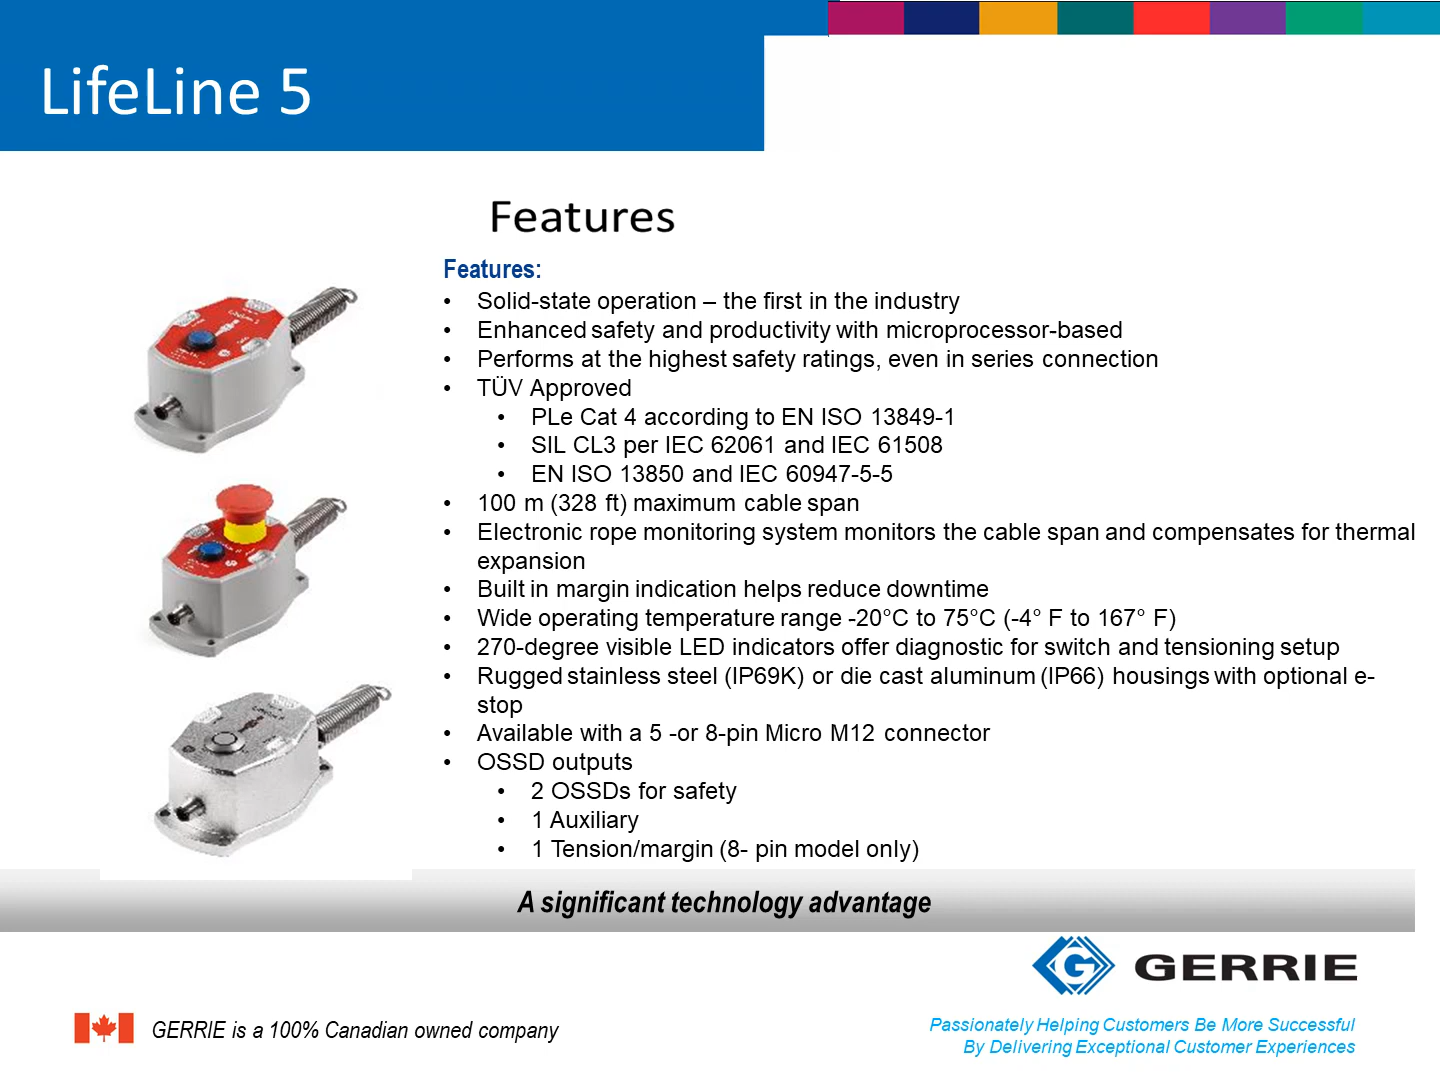 LifeLine 5
Features
Features:
• Solid-state operation – the first in the industry
• Enhanced safety and productivity with microprocessor-based
• Performs at the highest safety ratings, even in series connection
• TÜV Approved
• PLe Cat 4 according to EN ISO 13849-1
• SIL CL3 per IEC 62061 and IEC 61508
• EN ISO 13850 and IEC 60947-5-5
• 100 m (328 ft) maximum cable span
• Electronic rope monitoring system monitors the cable span and compensates for thermal
expansion
• Built in margin indication helps reduce downtime
• Wide operating temperature range -20°C to 75°C (-4° F to 167° F)
• 270-degree visible LED indicators offer diagnostic for switch and tensioning setup
• Rugged stainless steel (IP69K) or die cast aluminum (IP66) housings with optional e-
stop
• Available with a 5 -or 8-pin Micro M12 connector
• OSSD outputs
• 2 OSSDs for safety
• 1 Auxiliary
• 1 Tension/margin (8- pin model only)
A significant technology advantage
G GERRIE
GERRIE is a 100% Canadian owned company
Passionately Helping Customers Be More Successful
By Delivering Exceptional Customer Experiences